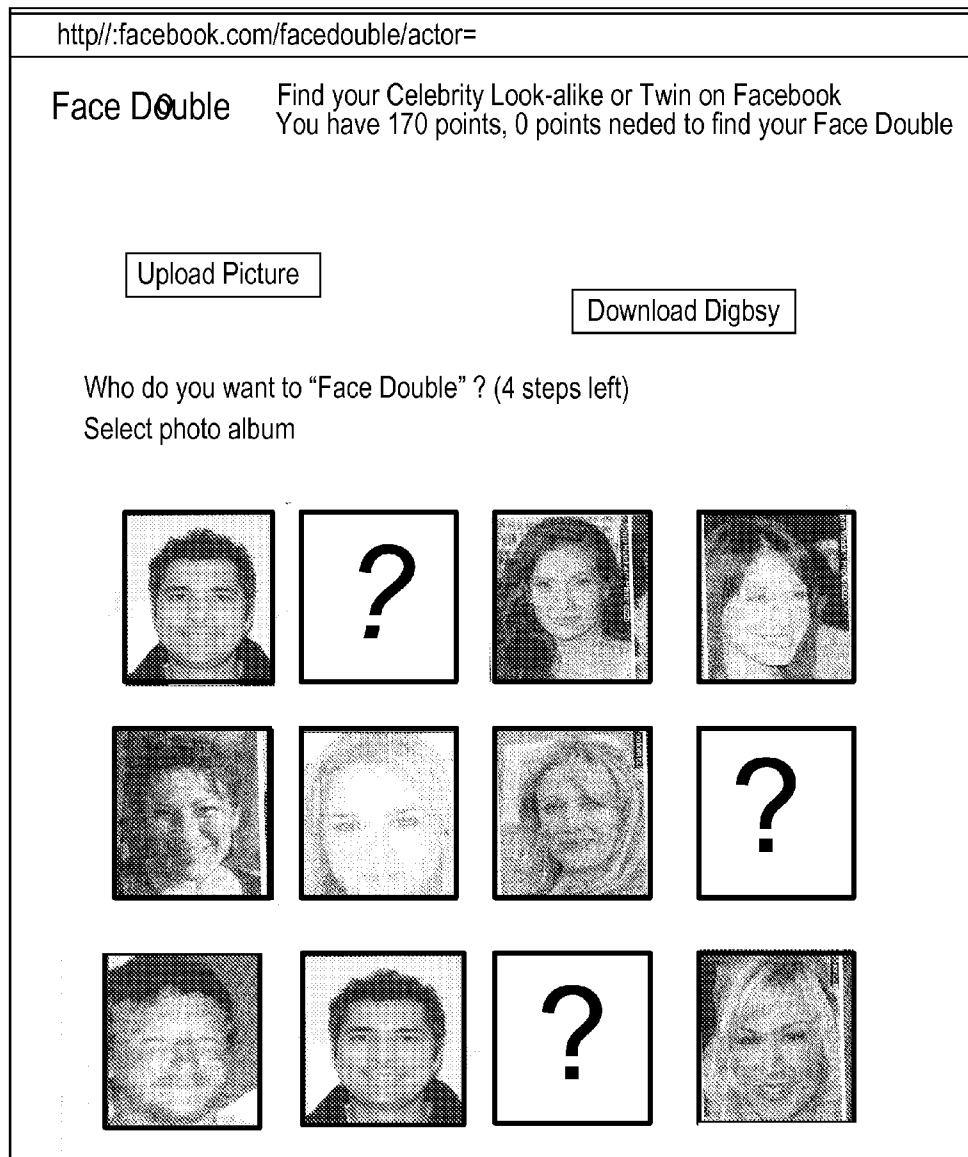 http//:facebook.com/facedouble/actor=
Face Double
Find your Celebrity Look-alike or Twin on Facebook
You have 170 points, 0 points neded to find your Face Double
Upload Picture
Download Digbsy
Who do you want to “Face Double” ? (4 steps left)
Select photo album
?
?
?